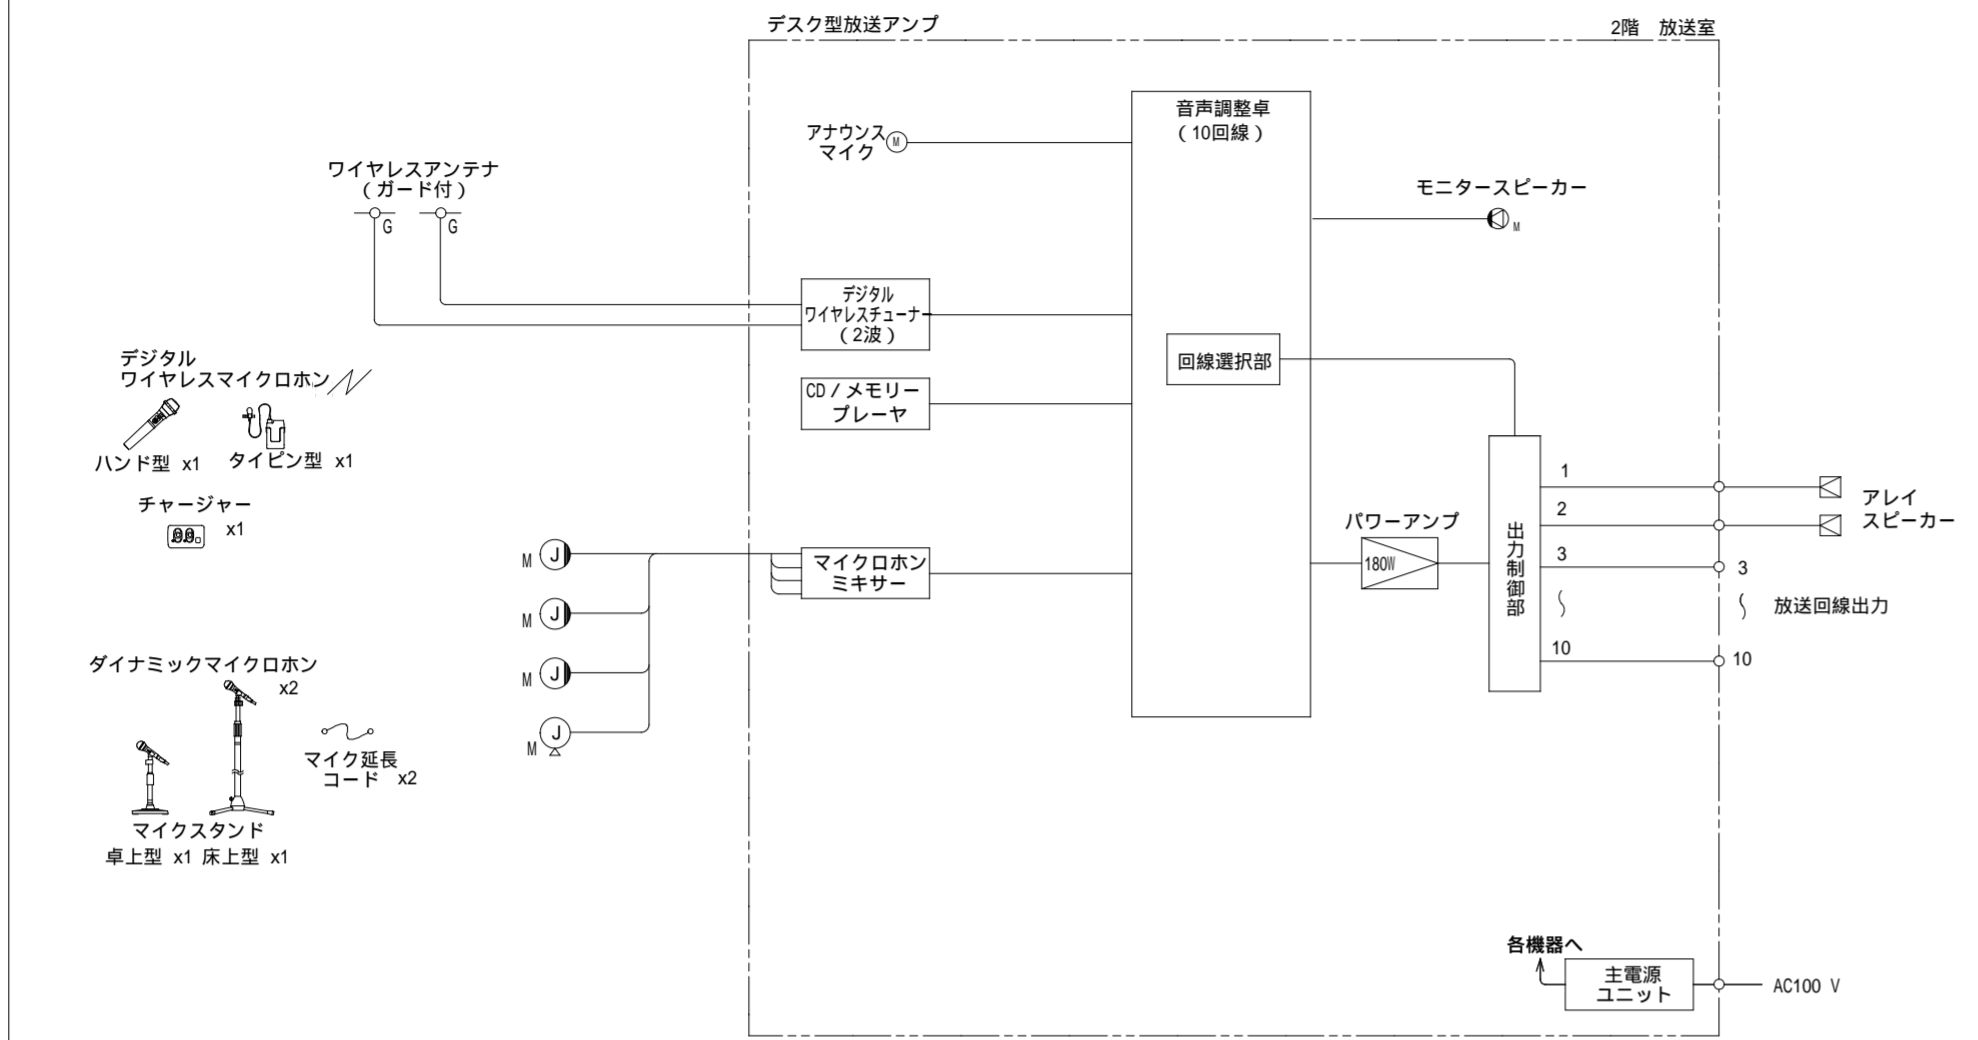 デスク型放送アンプ
2階　放送室
音声調整卓
（10回線）
アナウンス
マイク
M
ワイヤレスアンテナ
（ガード付）
G
G
モニタースピーカー
M
デジタル
ワイヤレスチューナー
（2波）
回線選択部
デジタル
ワイヤレスマイクロホン
ハンド型 x1
タイピン型 x1
CD / メモリー
プレーヤ
チャージャー
x1
1
2
3
10
アレイ
スピーカー
パワーアンプ
180W
出力制御部
3
放送回線出力
10
M J
M J
M J
M J
マイクロホン
ミキサー
ダイナミックマイクロホン
x2
マイク延長
コード x2
マイクスタンド
卓上型 x1 床上型 x1
各機器へ
主電源
ユニット
AC100 V